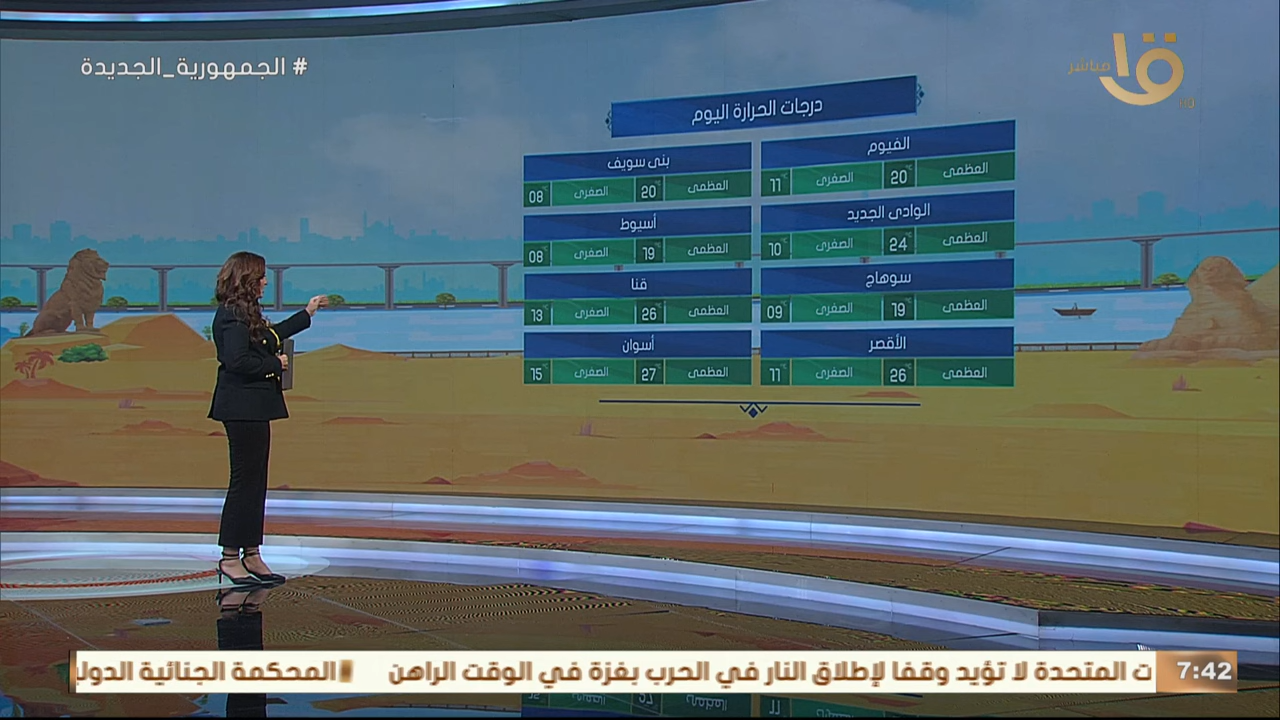 # الجمهورية_الجديدة
مباشر
HD
درجات الحرارة اليوم
الفيوم
العظمى 20°c الصغرى 11°c
بنى سويف
العظمى 20°c الصغرى 08°c
الوادى الجديد
العظمى 24°c الصغرى 10°c
أسيوط
العظمى 19°c الصغرى 08°c
سوهاج
العظمى 19°c الصغرى 09°c
قنا
العظمى 26°c الصغرى 13°c
الأقصر
العظمى 26°c الصغرى 11°c
أسوان
العظمى 27°c الصغرى 15°c
7:42
ت المتحدة لا تؤيد وقفا لإطلاق النار في الحرب بغزة في الوقت الراهن المحكمة الجنائية الدولي